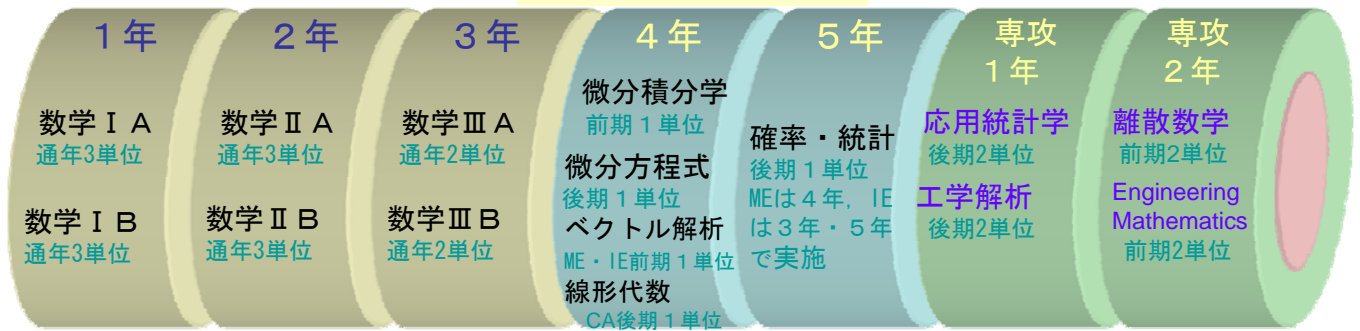 １年
数学ⅠA
通年3単位
数学ⅠB
通年3単位
２年
数学ⅡA
通年3単位
数学ⅡB
通年3単位
３年
数学ⅢA
通年2単位
数学ⅢB
通年2単位
４年
微分積分学
前期１単位
微分方程式
後期１単位
ベクトル解析
ME・IE前期１単位
線形代数
CA後期１単位
５年
確率・統計
後期１単位
MEは４年，IE
は３年・５年
で実施
専攻
１年
応用統計学
後期2単位
工学解析
後期2単位
専攻
２年
離散数学
前期2単位
Engineering
Mathematics
前期2単位